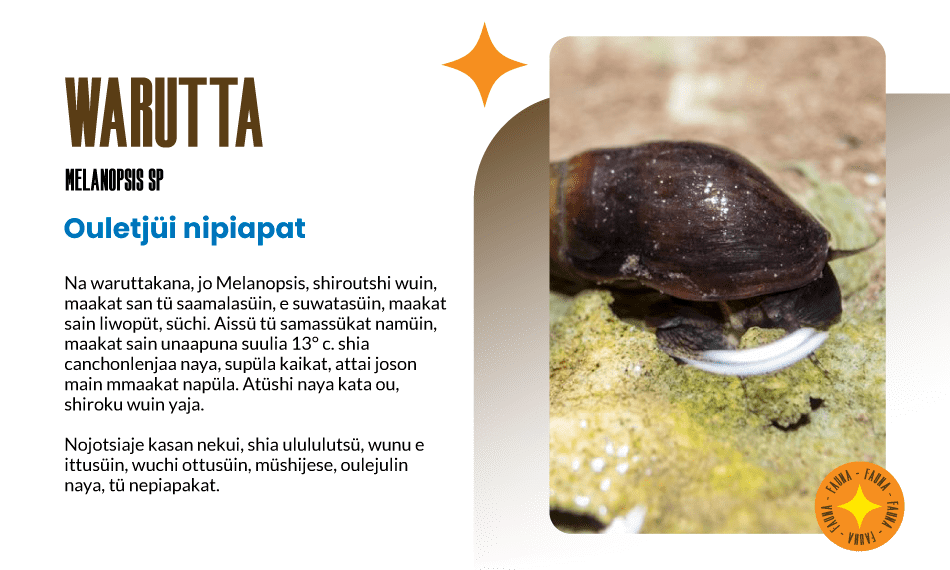 WARUTTA
MELANOPSIS SP
Ouletjüi nipiapat
Na waruttakana, jo Melanopsis, shiroutshi wuin,
maakat san tü saamalasüin, e suwatasüin, maakat
sain liwopüt, süchi. Aissü tü samassükat namüin,
maakat sain unaapuna suulia 13° c. shia
canchonlenjaa naya, supüla kaikat, attai joson
main mmaakat napüla. Atüshi naya kata ou,
shiroku wuin yaja.
Nojotsiaje kasan nekui, shia ulululutsü, wunu e
ittusüin, wuchi ottusüin, müshijese, oulejulin
naya, tü nepiapakat.
FAUNA - FAUNA - FAUNA - FAUNA - FAUNA -